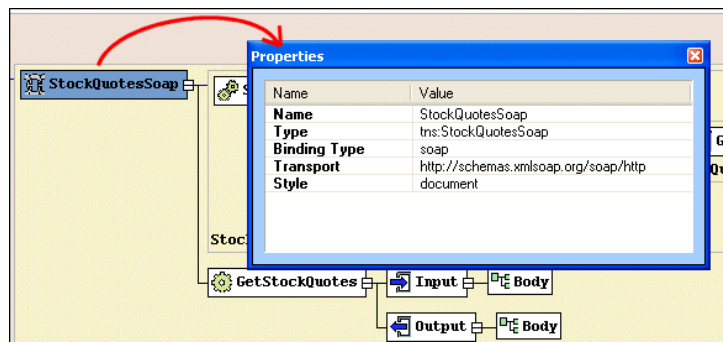 Properties
StockQuotesSoap
Name Value
Name StockQuotesSoap
Type tns:StockQuotesSoap
Binding Type soap
Transport http://schemas.xmlsoap.org/soap/http
Style document
GetStockQuotes Input Body
Output Body